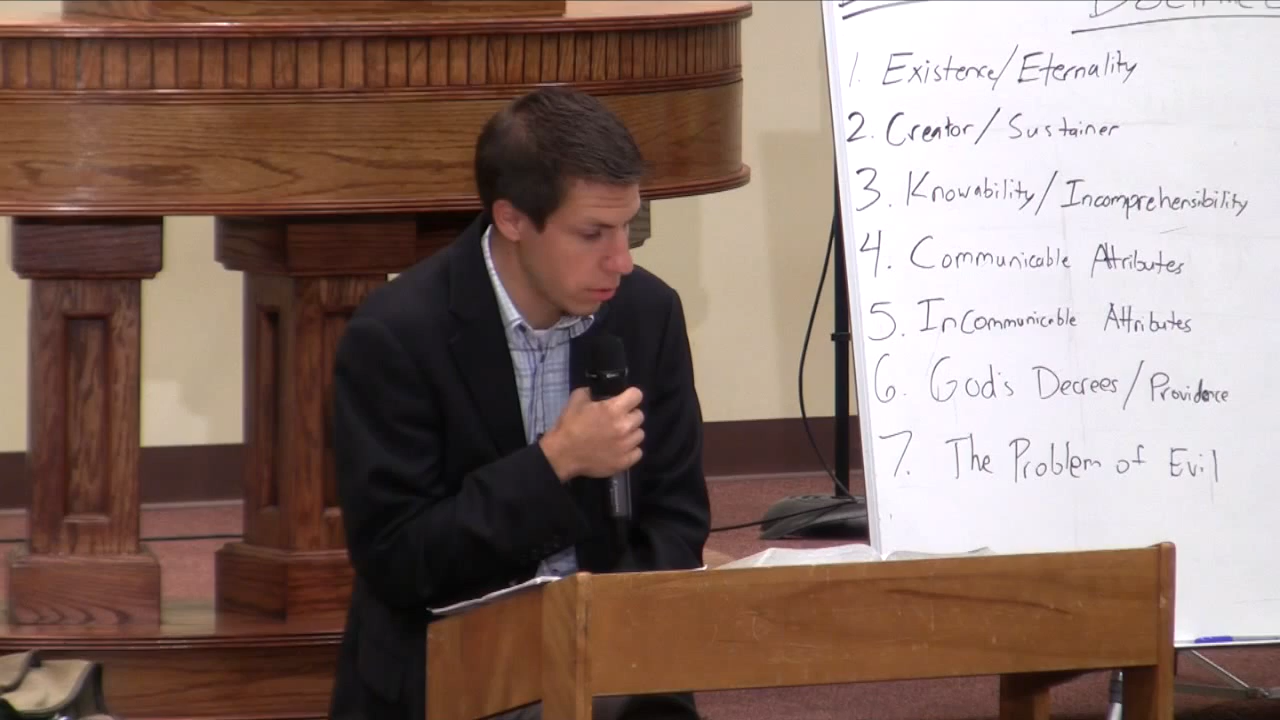 1. Existence/Eternality
2. Creator/Sustainer
3. Knowability/Incomprehensibility
4. Communicable Attributes
5. Incommunicable Attributes
6. God's Decrees/Providence
7. The Problem of Evil